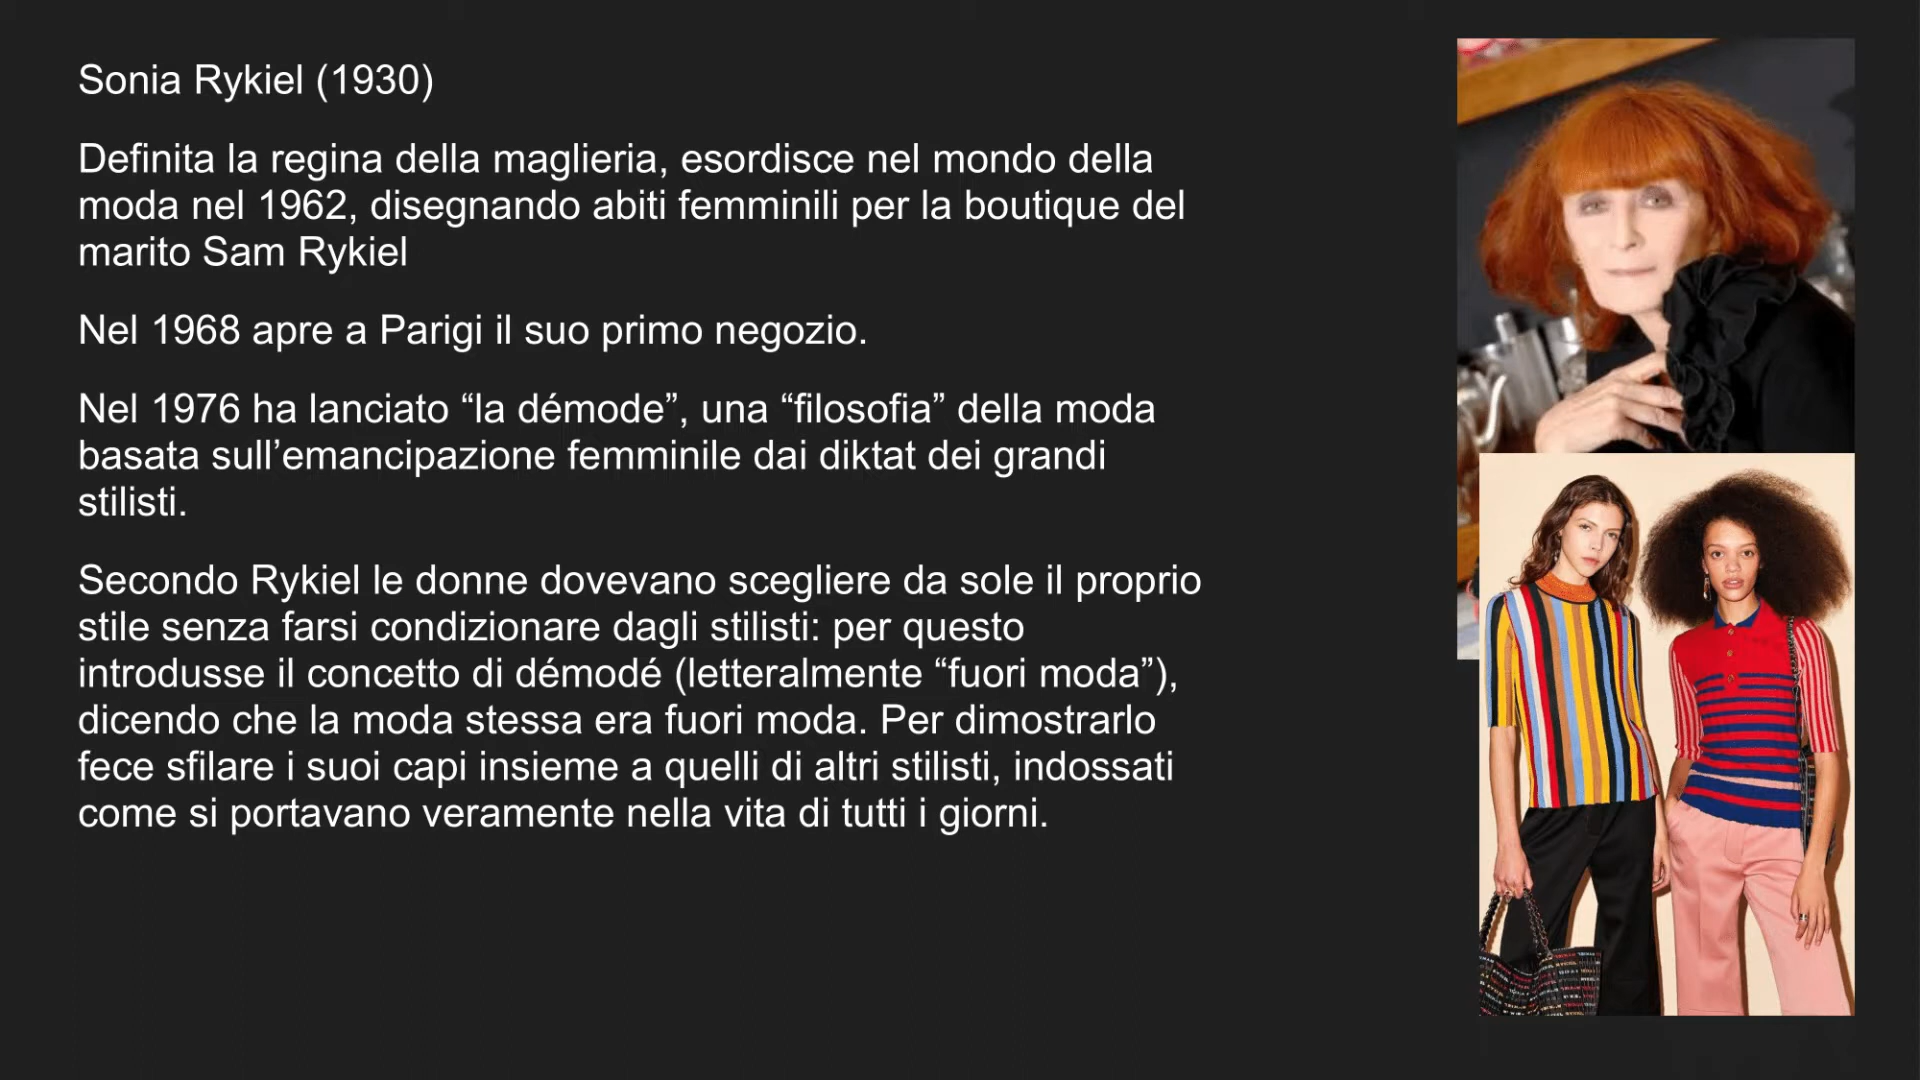 Sonia Rykiel (1930)
Definita la regina della maglieria, esordisce nel mondo della
moda nel 1962, disegnando abiti femminili per la boutique del
marito Sam Rykiel
Nel 1968 apre a Parigi il suo primo negozio.
Nel 1976 ha lanciato “la démode”, una “filosofia” della moda
basata sull’emancipazione femminile dai diktat dei grandi
stilisti.
Secondo Rykiel le donne dovevano scegliere da sole il proprio
stile senza farsi condizionare dagli stilisti: per questo
introdusse il concetto di démodé (letteralmente “fuori moda”),
dicendo che la moda stessa era fuori moda. Per dimostrarlo
fece sfilare i suoi capi insieme a quelli di altri stilisti, indossati
come si portavano veramente nella vita di tutti i giorni.